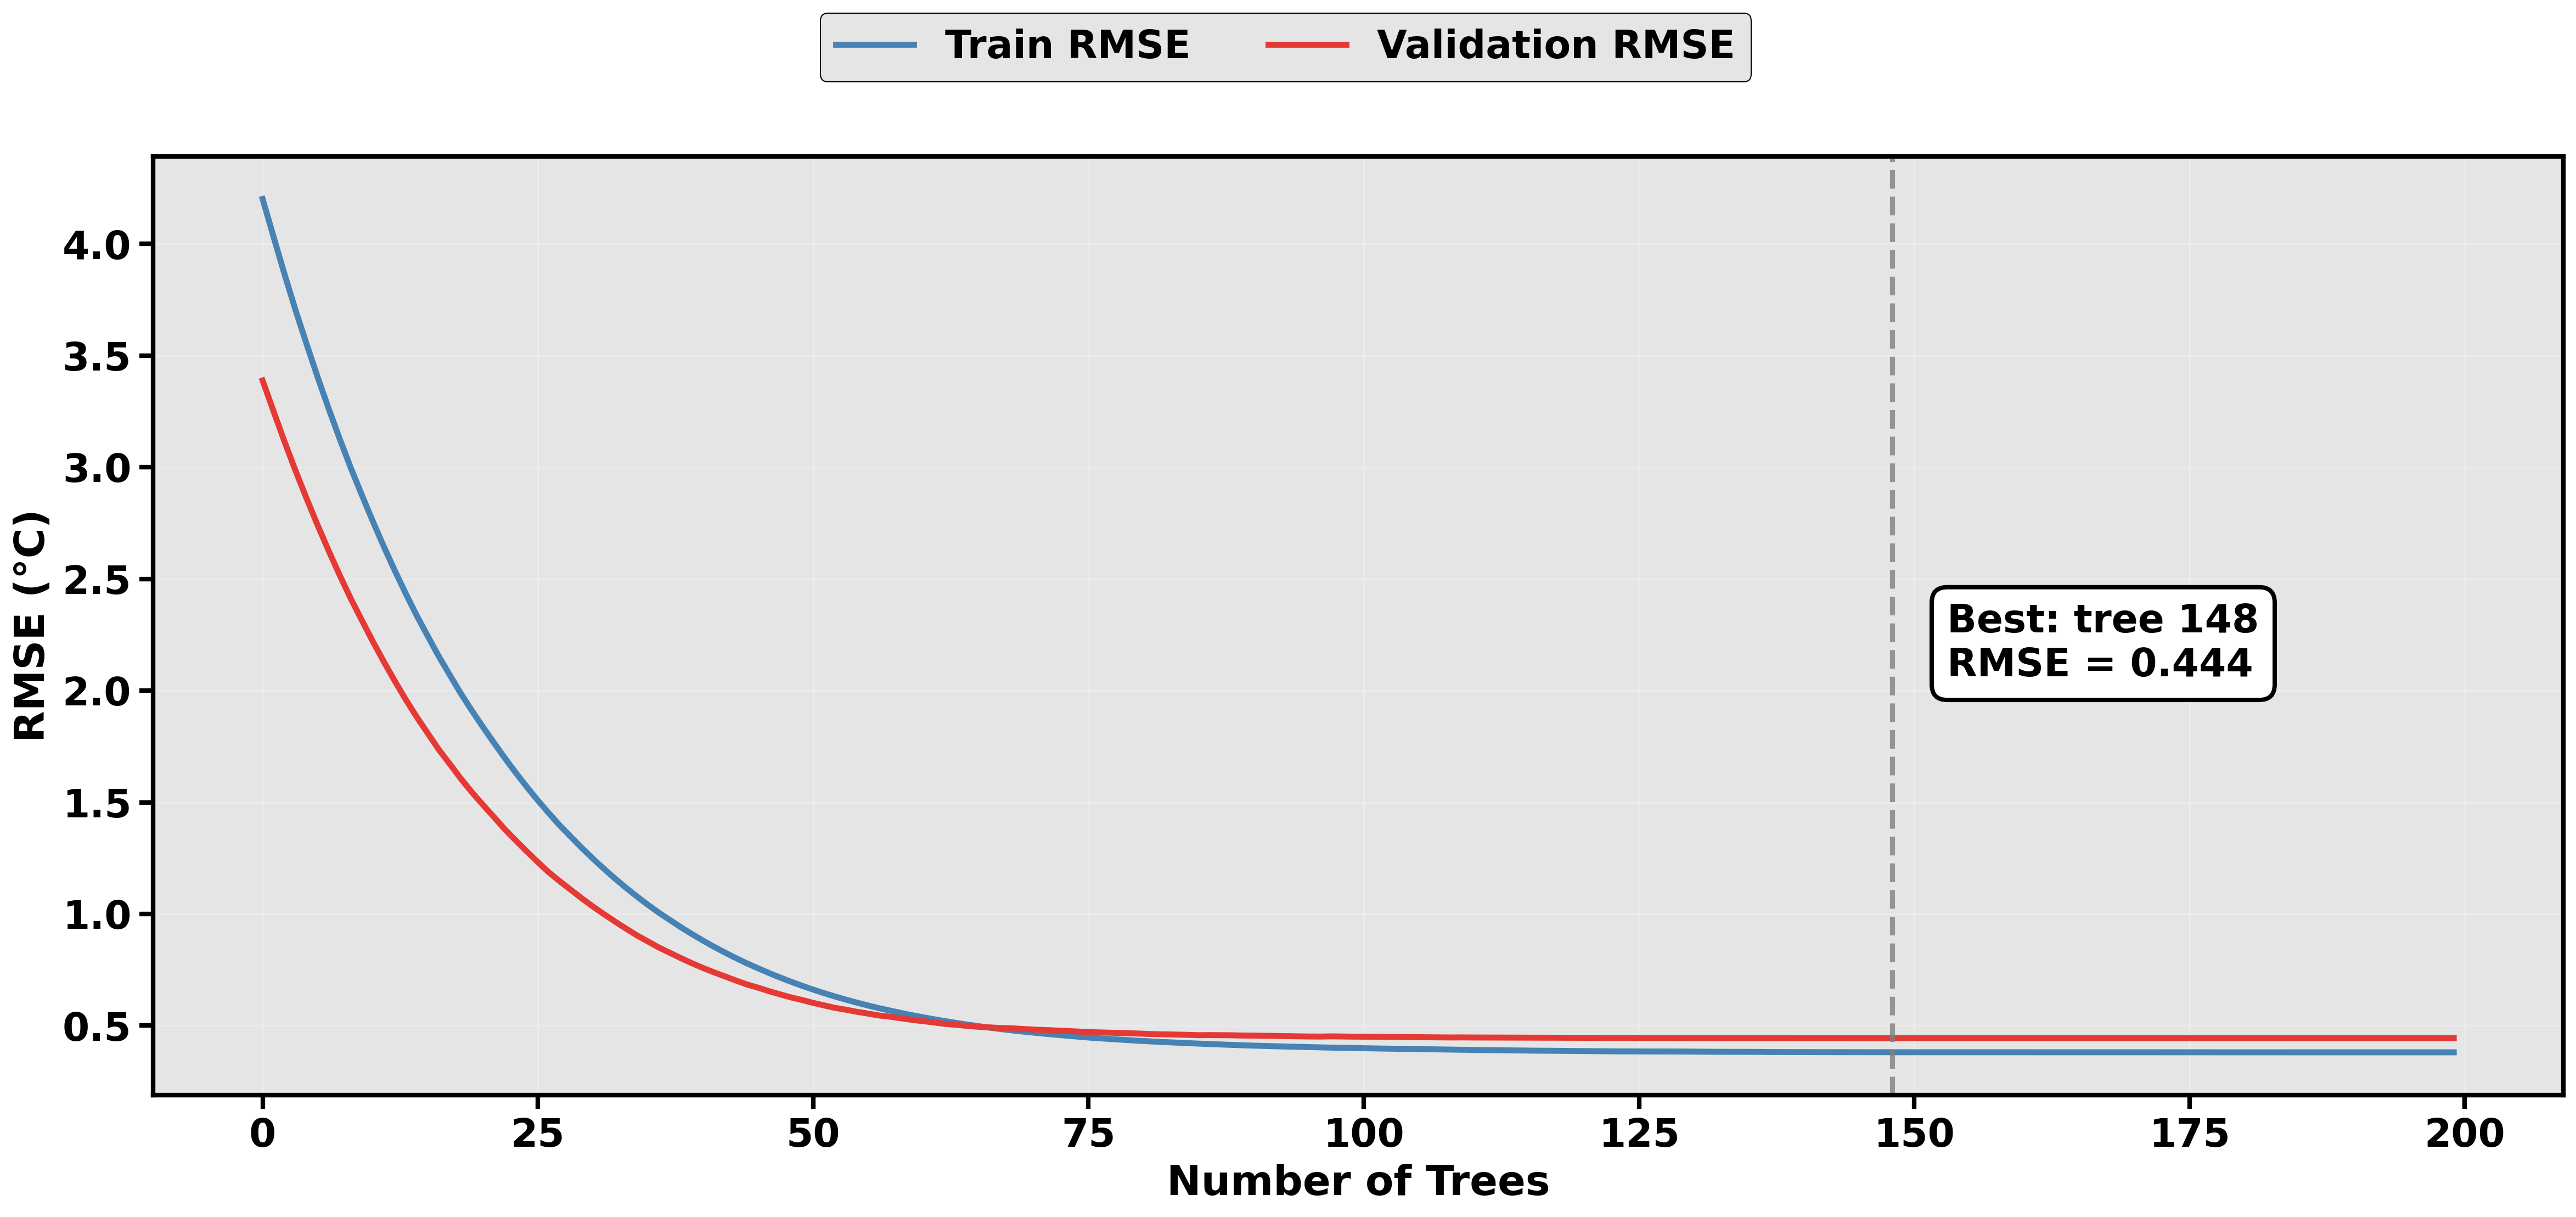 Train RMSE
Validation RMSE
4.0
3.5
3.0
2.5
2.0
1.5
1.0
0.5
RMSE (°C)
Best: tree 148
RMSE = 0.444
0 25 50 75 100 125 150 175 200
Number of Trees